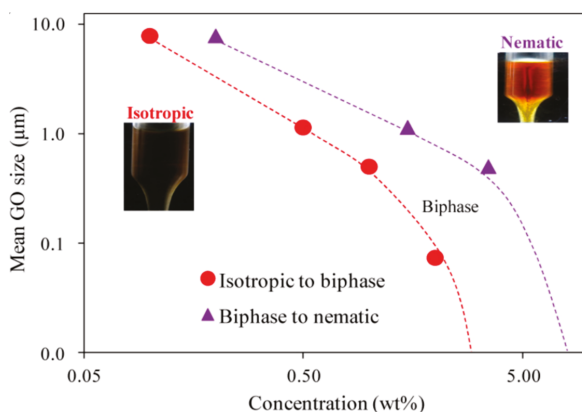 10.0
1.0
0.1
0.0
Mean GO size (μm)
Isotropic
Nematic
Biphase
Isotropic to biphase
Biphase to nematic
0.05
0.50
5.00
Concentration (wt%)